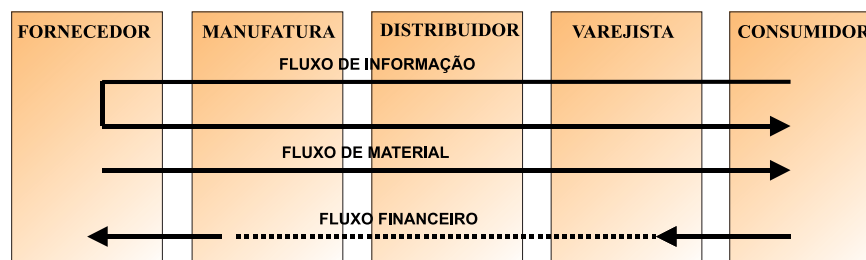 FORNECEDOR MANUFATURA DISTRIBUIDOR VAREJISTA CONSUMIDOR
FLUXO DE INFORMAÇÃO
FLUXO DE MATERIAL
FLUXO FINANCEIRO